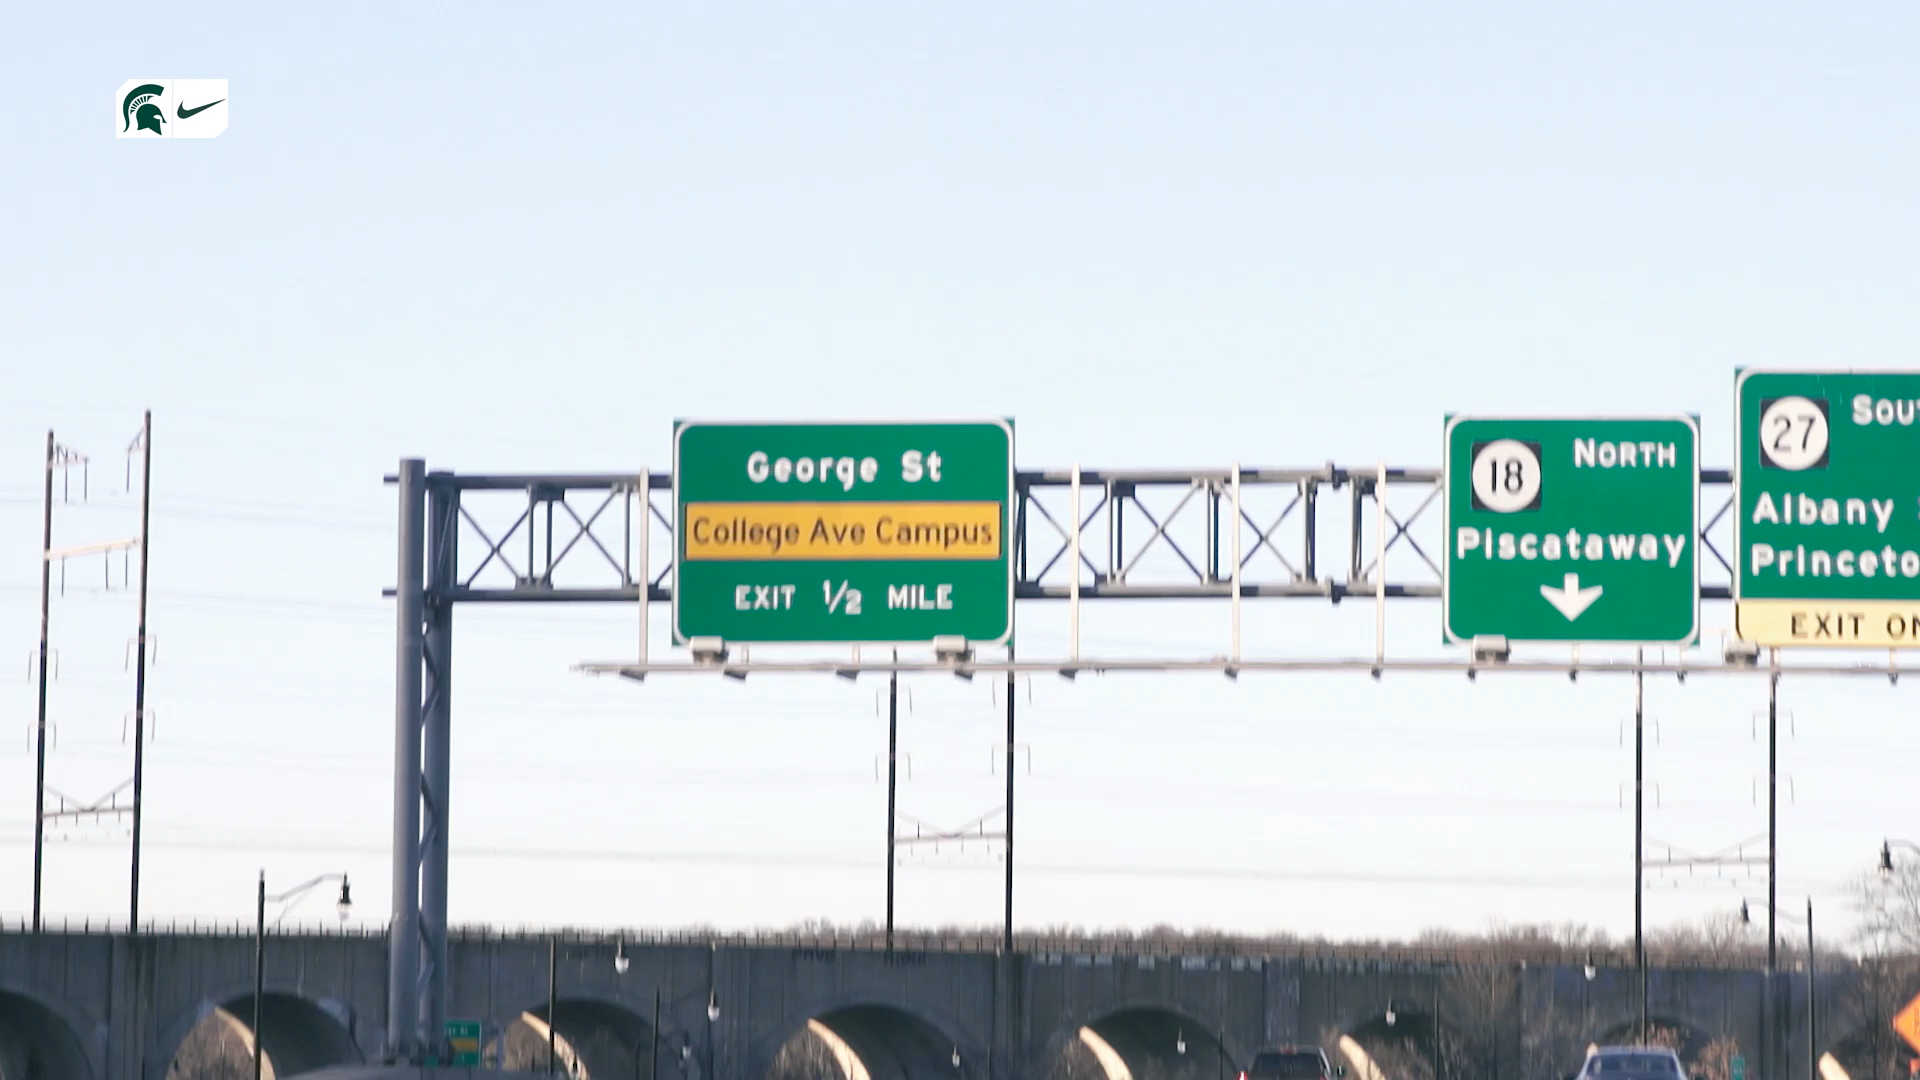 George St
College Ave Campus
EXIT 1/2 MILE
18 NORTH
Piscataway
27
Albany